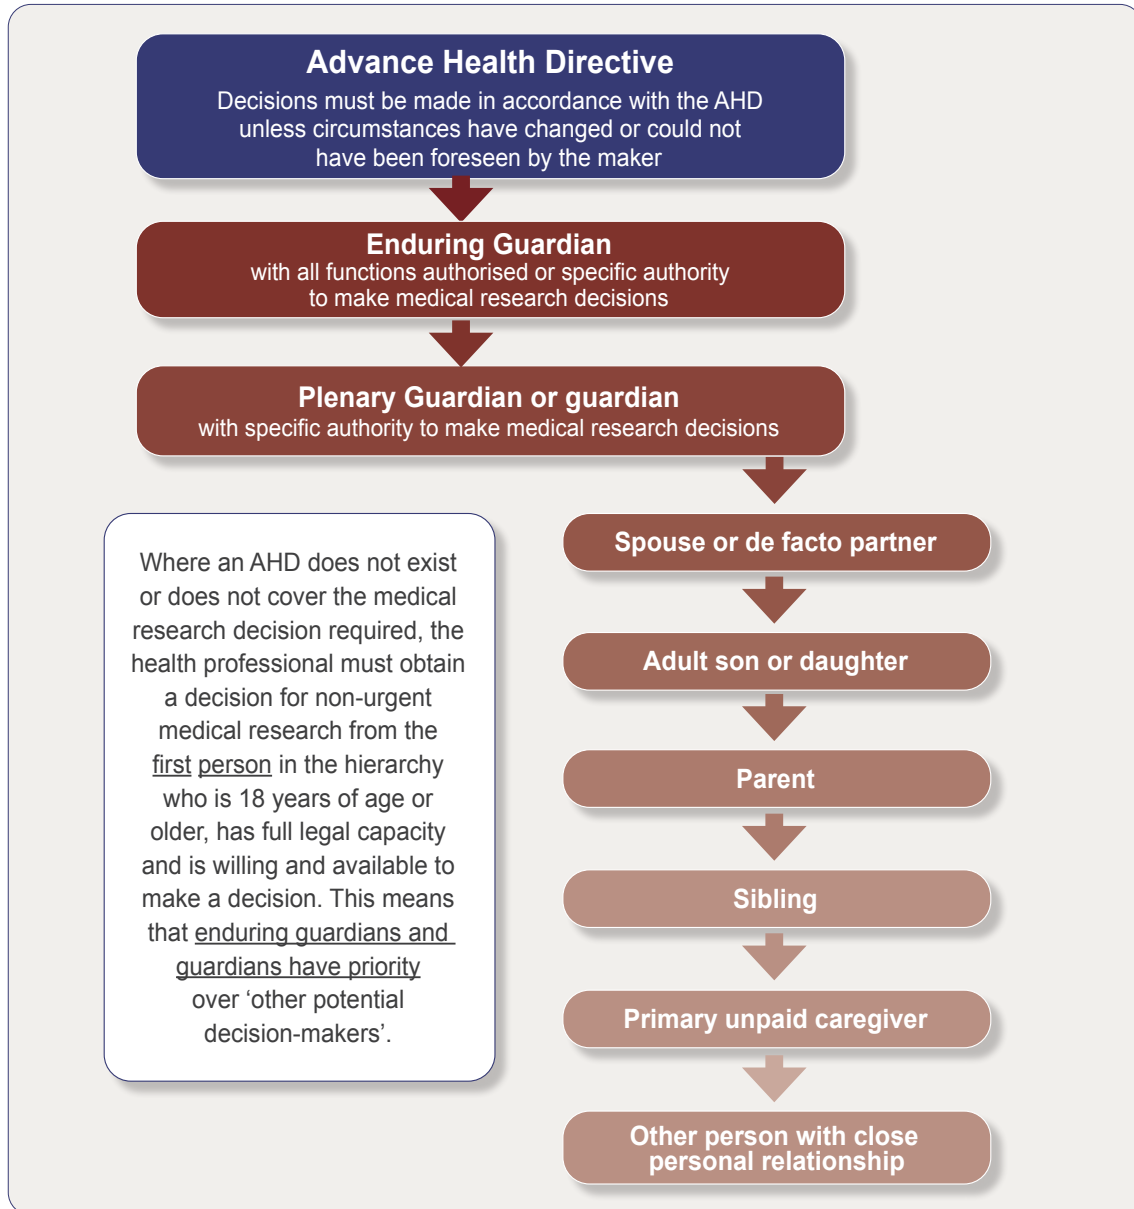 Advance Health Directive
Decisions must be made in accordance with the AHD
unless circumstances have changed or could not
have been foreseen by the maker
Enduring Guardian
with all functions authorised or specific authority
to make medical research decisions
Plenary Guardian or guardian
with specific authority to make medical research decisions
Where an AHD does not exist
or does not cover the medical
research decision required, the
health professional must obtain
a decision for non-urgent
medical research from the
first person in the hierarchy
who is 18 years of age or
older, has full legal capacity
and is willing and available to
make a decision. This means
that enduring guardians and
guardians have priority
over ‘other potential
decision-makers’.
Spouse or de facto partner
Adult son or daughter
Parent
Sibling
Primary unpaid caregiver
Other person with close
personal relationship